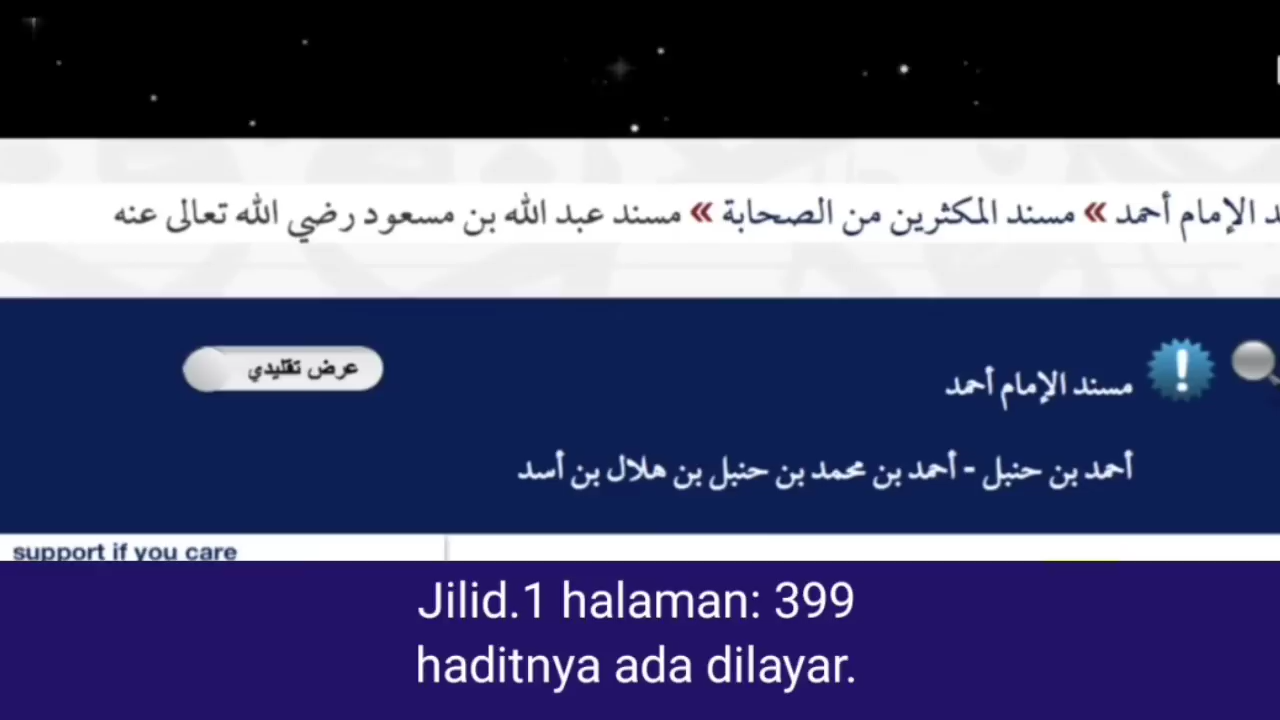 الإمام أحمد » مسند المكثرين من الصحابة » مسند عبد الله بن مسعود رضي الله تعالى عنه
عرض تقليدي
مسند الإمام أحمد
أحمد بن حنبل - أحمد بن محمد بن حنبل بن هلال بن أسد
support if you care
Jilid.1 halaman: 399
haditnya ada dilayar.